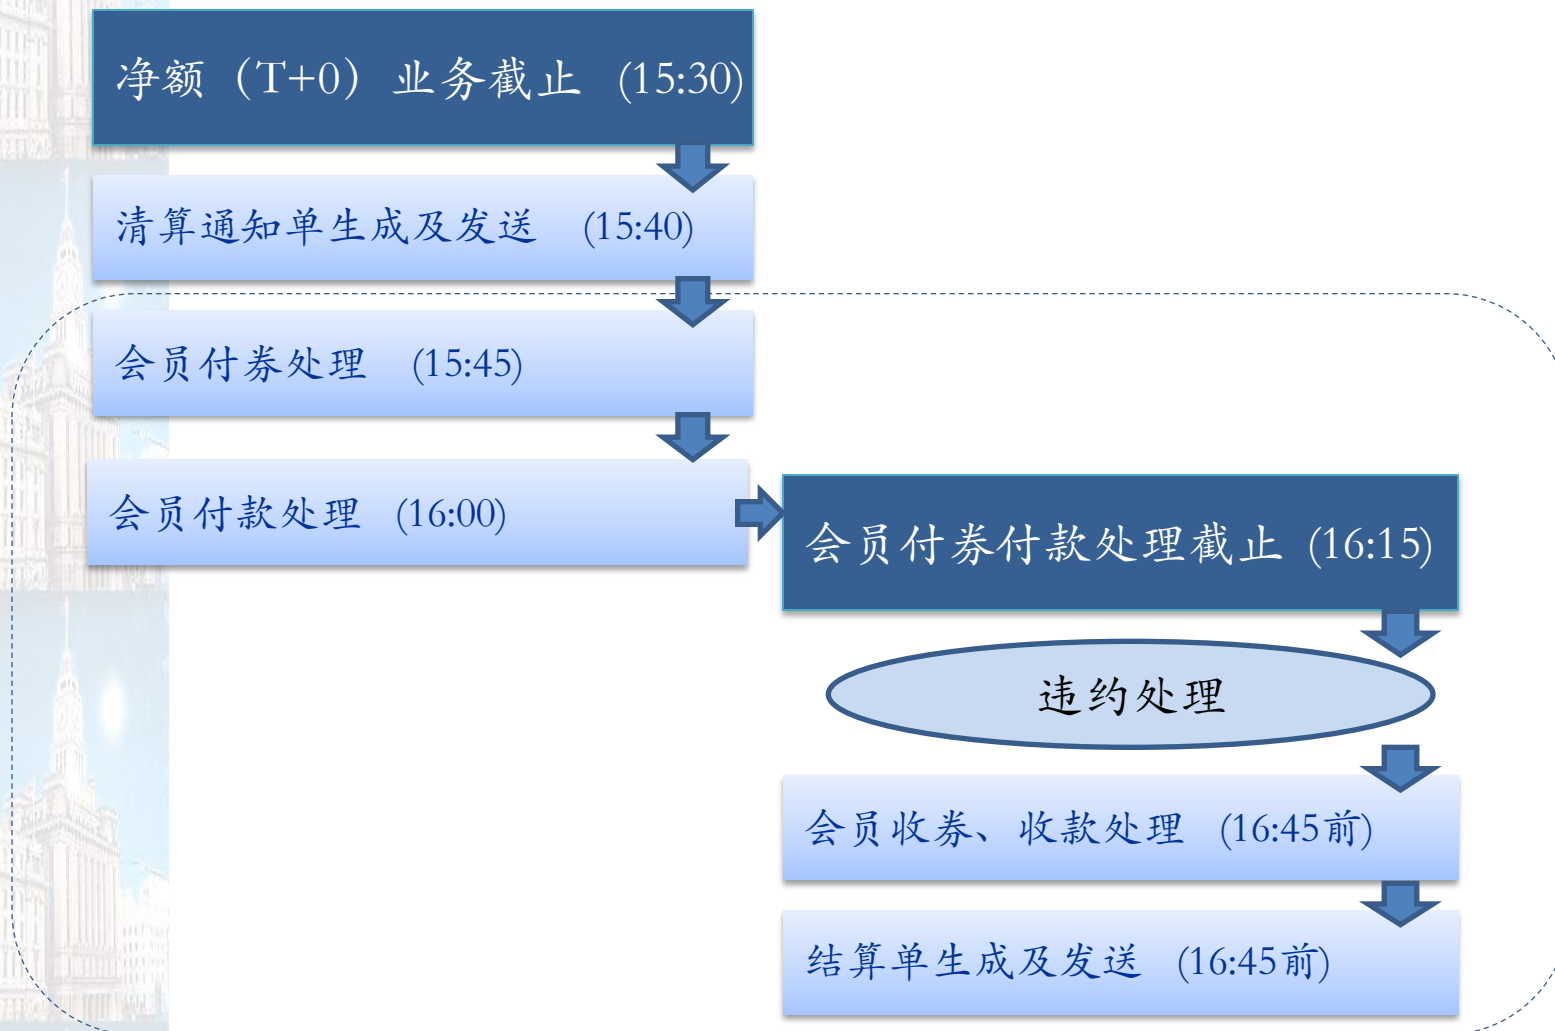 净额（T+0）业务截止 (15:30)
清算通知单生成及发送 (15:40)
会员付券处理 (15:45)
会员付款处理 (16:00)
会员付券付款处理截止 (16:15)
违约处理
会员收券、收款处理 (16:45前)
结算单生成及发送 (16:45前)